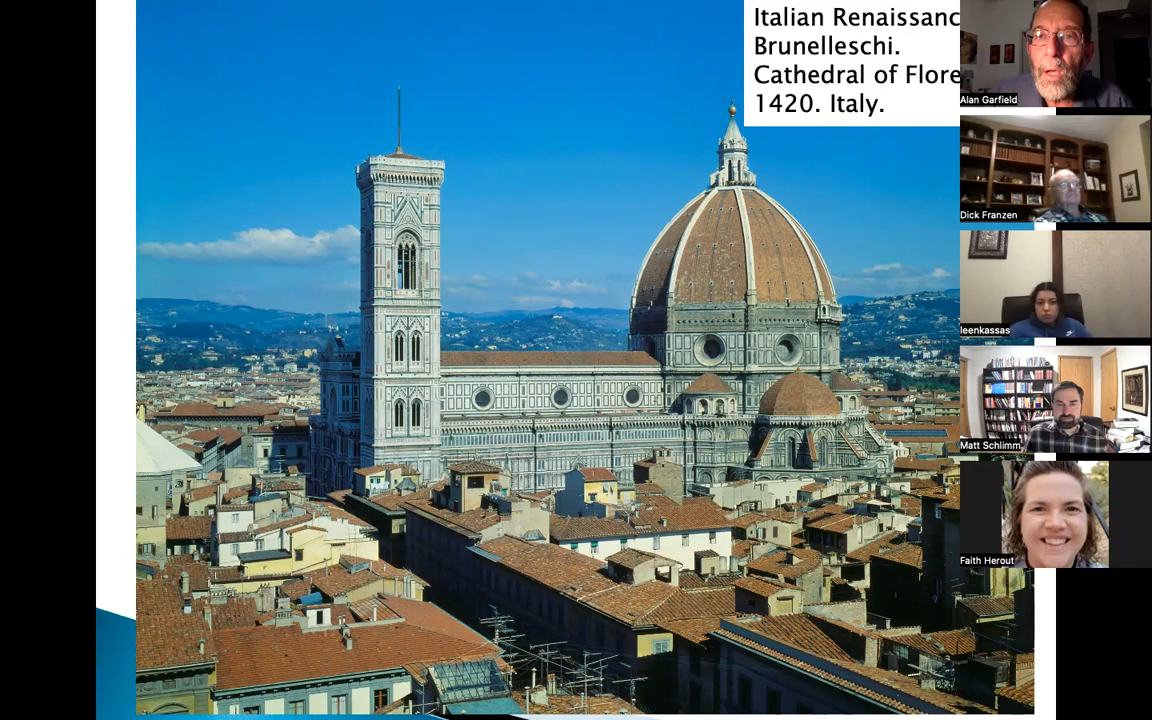 Italian Renaissanc
Brunelleschi.
Cathedral of Flore
1420. Italy.
Alan Garfield
Dick Franzen
leenkassas
Matt Schlimm
Faith Herout